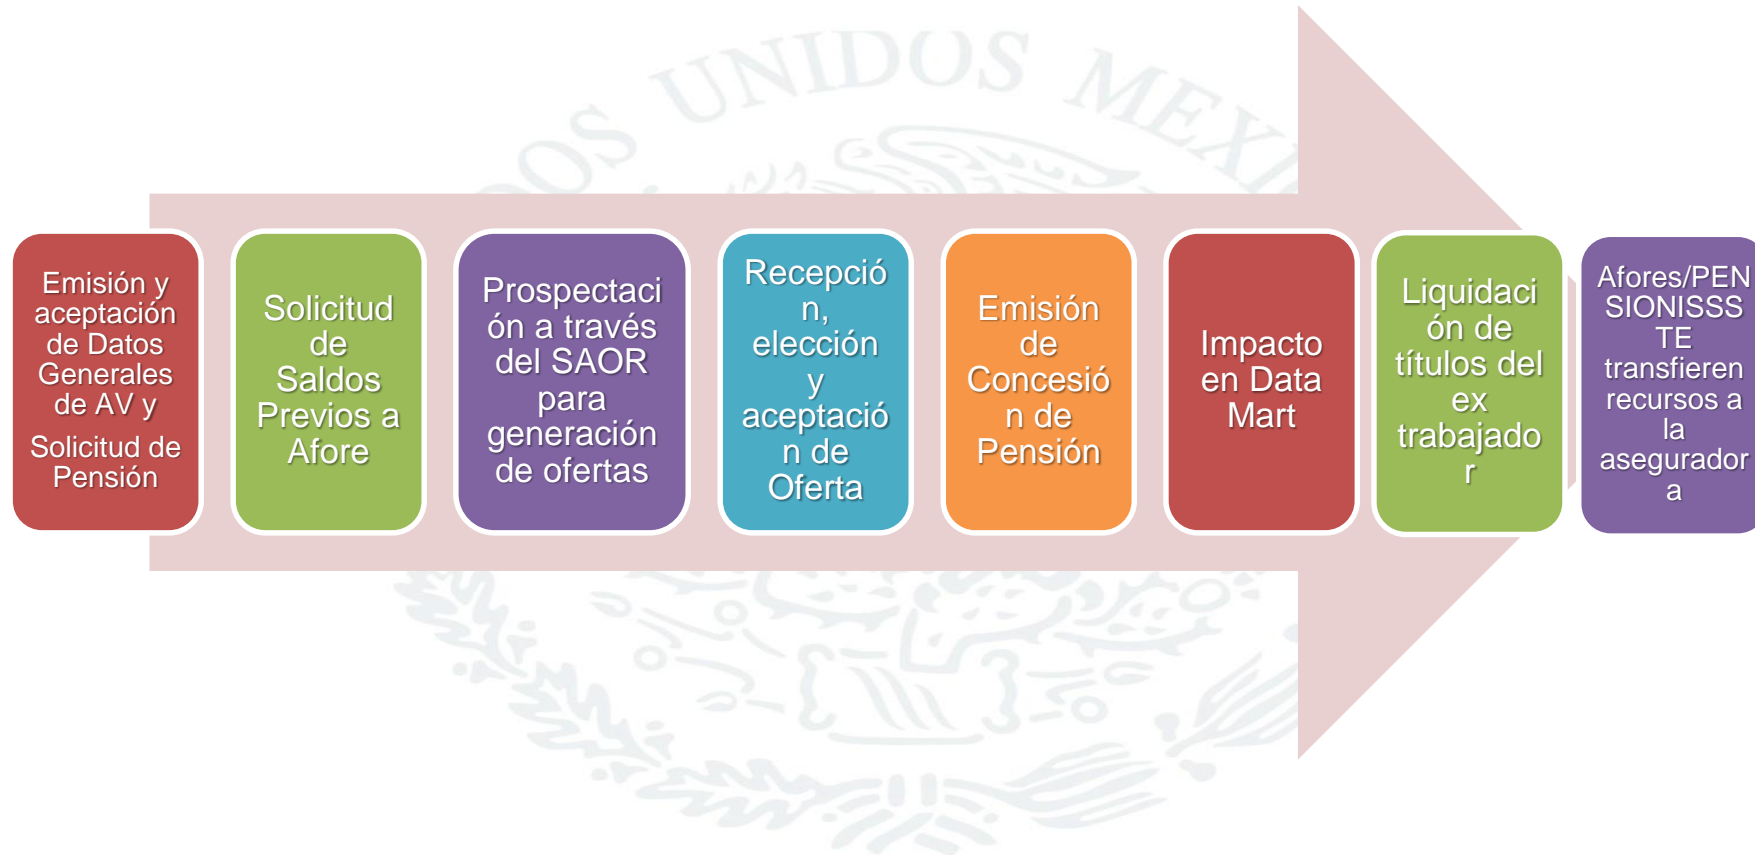 OS UNIDOS MEXI
Emisión y
aceptación
de Datos
Generales
de AV y
Solicitud de
Pensión
Solicitud
de
Saldos
Previos a
Afore
Prospectaci
ón a través
del SAOR
para
generación
de ofertas
Recepció
n,
elección
y
aceptació
n de
Oferta
Emisión
de
Concesió
n de
Pensión
Impacto
en Data
Mart
Liquidaci
ón de
títulos del
ex
trabajado
r
Afores/PEN
SIONISSS
TE
transfieren
recursos a
la
asegurador
a